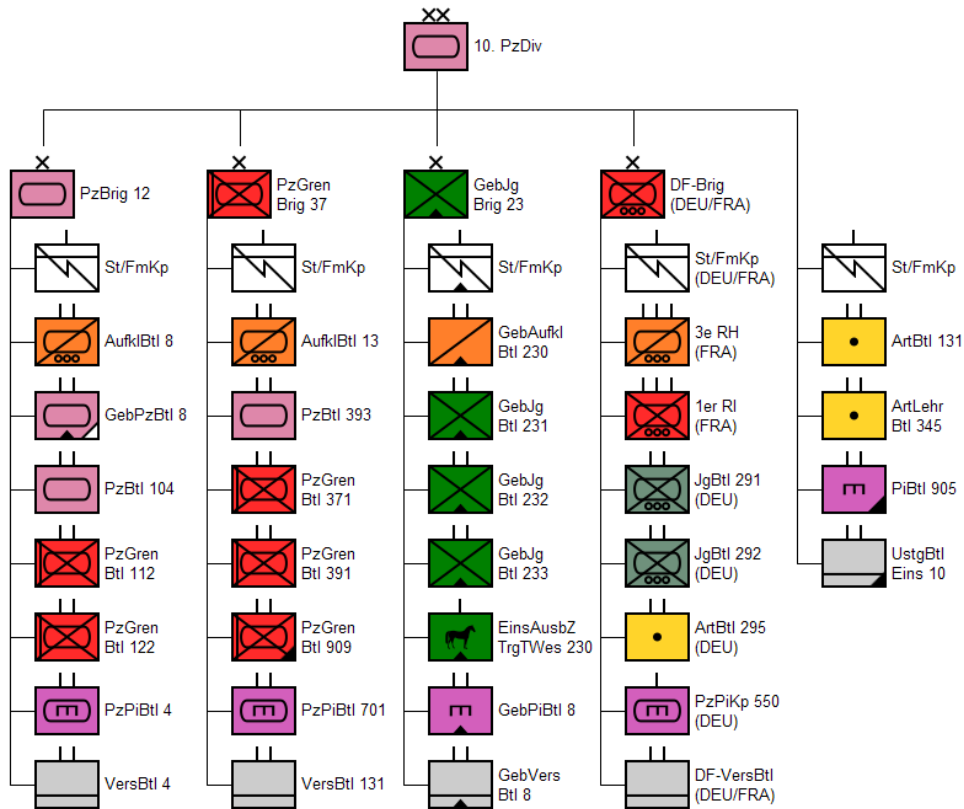 10. PzDiv
PzBrig 12
St/FmKp
AufklBtl 8
GebPzBtl 8
PzBtl 104
PzGren
Btl 112
PzGren
Btl 122
PzPiBtl 4
VersBtl 4
PzGren
Brig 37
St/FmKp
AufklBtl 13
PzBtl 393
PzGren
Btl 371
PzGren
Btl 391
PzGren
Btl 909
PzPiBtl 701
VersBtl 131
GebJg
Brig 23
St/FmKp
GebAufkl
Btl 230
GebJg
Btl 231
GebJg
Btl 232
GebJg
Btl 233
EinsAusbZ
TrgTWes 230
GebPiBtl 8
GebVers
Btl 8
DF-Brig
(DEU/FRA)
St/FmKp
(DEU/FRA)
3e RH
(FRA)
1er RI
(FRA)
JgBtl 291
(DEU)
JgBtl 292
(DEU)
ArtBtl 295
(DEU)
PzPiKp 550
(DEU)
DF-VersBtl
(DEU/FRA)
St/FmKp
ArtBtl 131
ArtLehr
Btl 345
PiBtl 905
UstgBtl
Eins 10